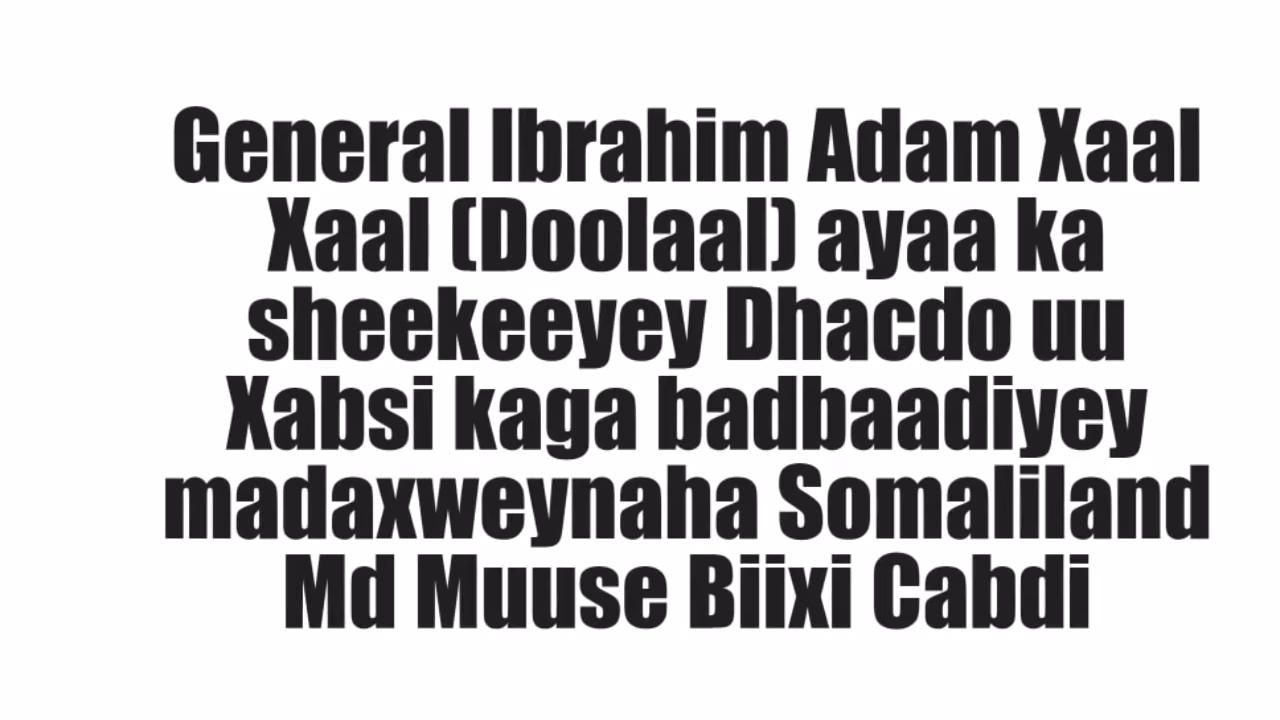 General Ibrahim Adam Xaal
Xaal (Doolaal) ayaa ka
sheekeeyey Dhacdo uu
Xabsi kaga badbaadiyey
madaxweynaha Somaliland
Md Muuse Biixi Cabdi